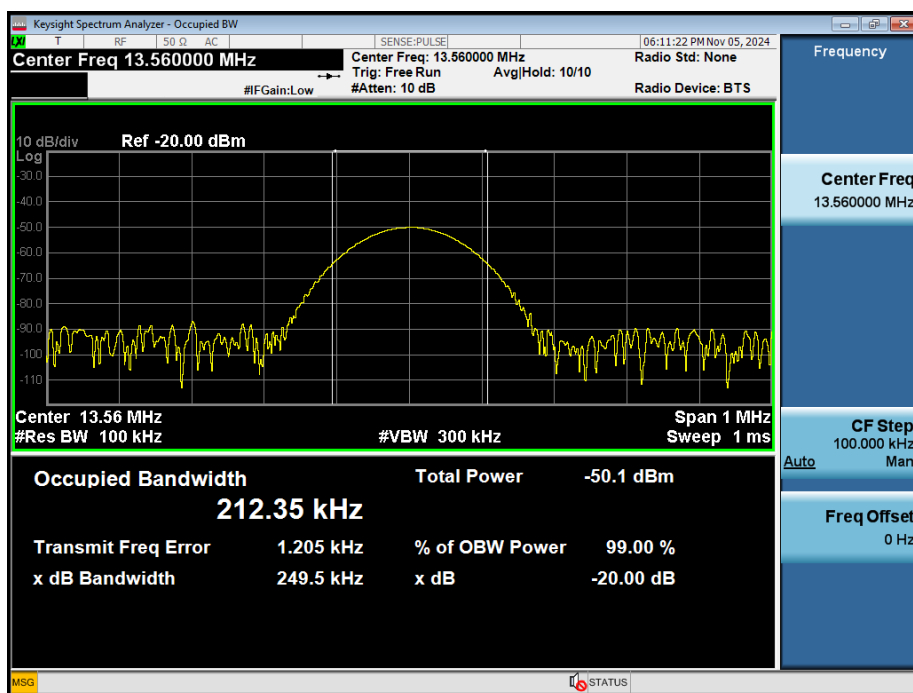 Keysight Spectrum Analyzer - Occupied BW
LXI T RF 50 Ω AC SENSE:PULSE 06:11:22 PM Nov 05, 2024
Center Freq 13.560000 MHz
Center Freq: 13.560000 MHz
Radio Std: None
Trig: Free Run Avg|Hold: 10/10
#IFGain:Low #Atten: 10 dB
Radio Device: BTS
10 dB/div Ref -20.00 dBm
Log
-30.0
-40.0
-50.0
-60.0
-70.0
-80.0
-90.0
-100
-110
Center 13.56 MHz Span 1 MHz
#Res BW 100 kHz #VBW 300 kHz Sweep 1 ms
Occupied Bandwidth
212.35 kHz
Total Power -50.1 dBm
Transmit Freq Error 1.205 kHz % of OBW Power 99.00 %
x dB Bandwidth 249.5 kHz x dB -20.00 dB
Frequency
Center Freq
13.560000 MHz
CF Step
100.000 kHz
Auto Man
Freq Offset
0 Hz
MSG STATUS